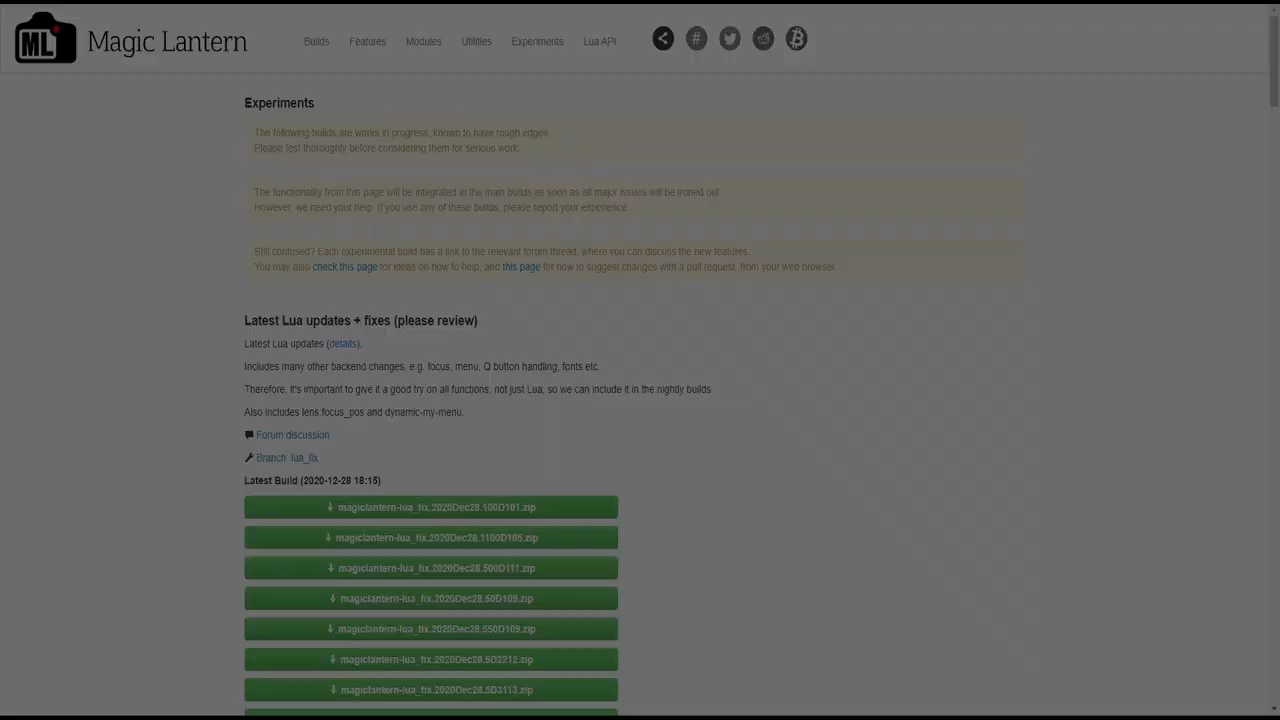 ML Magic Lantern
Builds Features Modules Utilities Experiments Lua API
Experiments
The following builds are works in progress, known to have rough edges.
Please test thoroughly before considering them for serious work.
The functionality from this page will be integrated in the main builds as soon as all major issues will be ironed out.
However, we need your help. If you use any of these builds, please report your experience.
Still confused? Each experimental build has a link to the relevant forum thread, where you can discuss the new features.
You may also check this page for ideas on how to help, and this page for how to suggest changes with a pull request, from your web browser.
Latest Lua updates + fixes (please review)
Latest Lua updates (details).
Includes many other backend changes, e.g. focus, menu, Q button handling, fonts etc.
Therefore, it's important to give it a good try on all functions, not just Lua, so we can include it in the nightly builds.
Also includes lens.focus_pos and dynamic-my-menu.
Forum discussion
Branch: lua_fix
Latest Build (2020-12-28 18:15)
magiclantern-lua_fix.2020Dec28.100D101.zip
magiclantern-lua_fix.2020Dec28.1100D105.zip
magiclantern-lua_fix.2020Dec28.500D111.zip
magiclantern-lua_fix.2020Dec28.50D109.zip
magiclantern-lua_fix.2020Dec28.550D109.zip
magiclantern-lua_fix.2020Dec28.5D2212.zip
magiclantern-lua_fix.2020Dec28.5D3113.zip